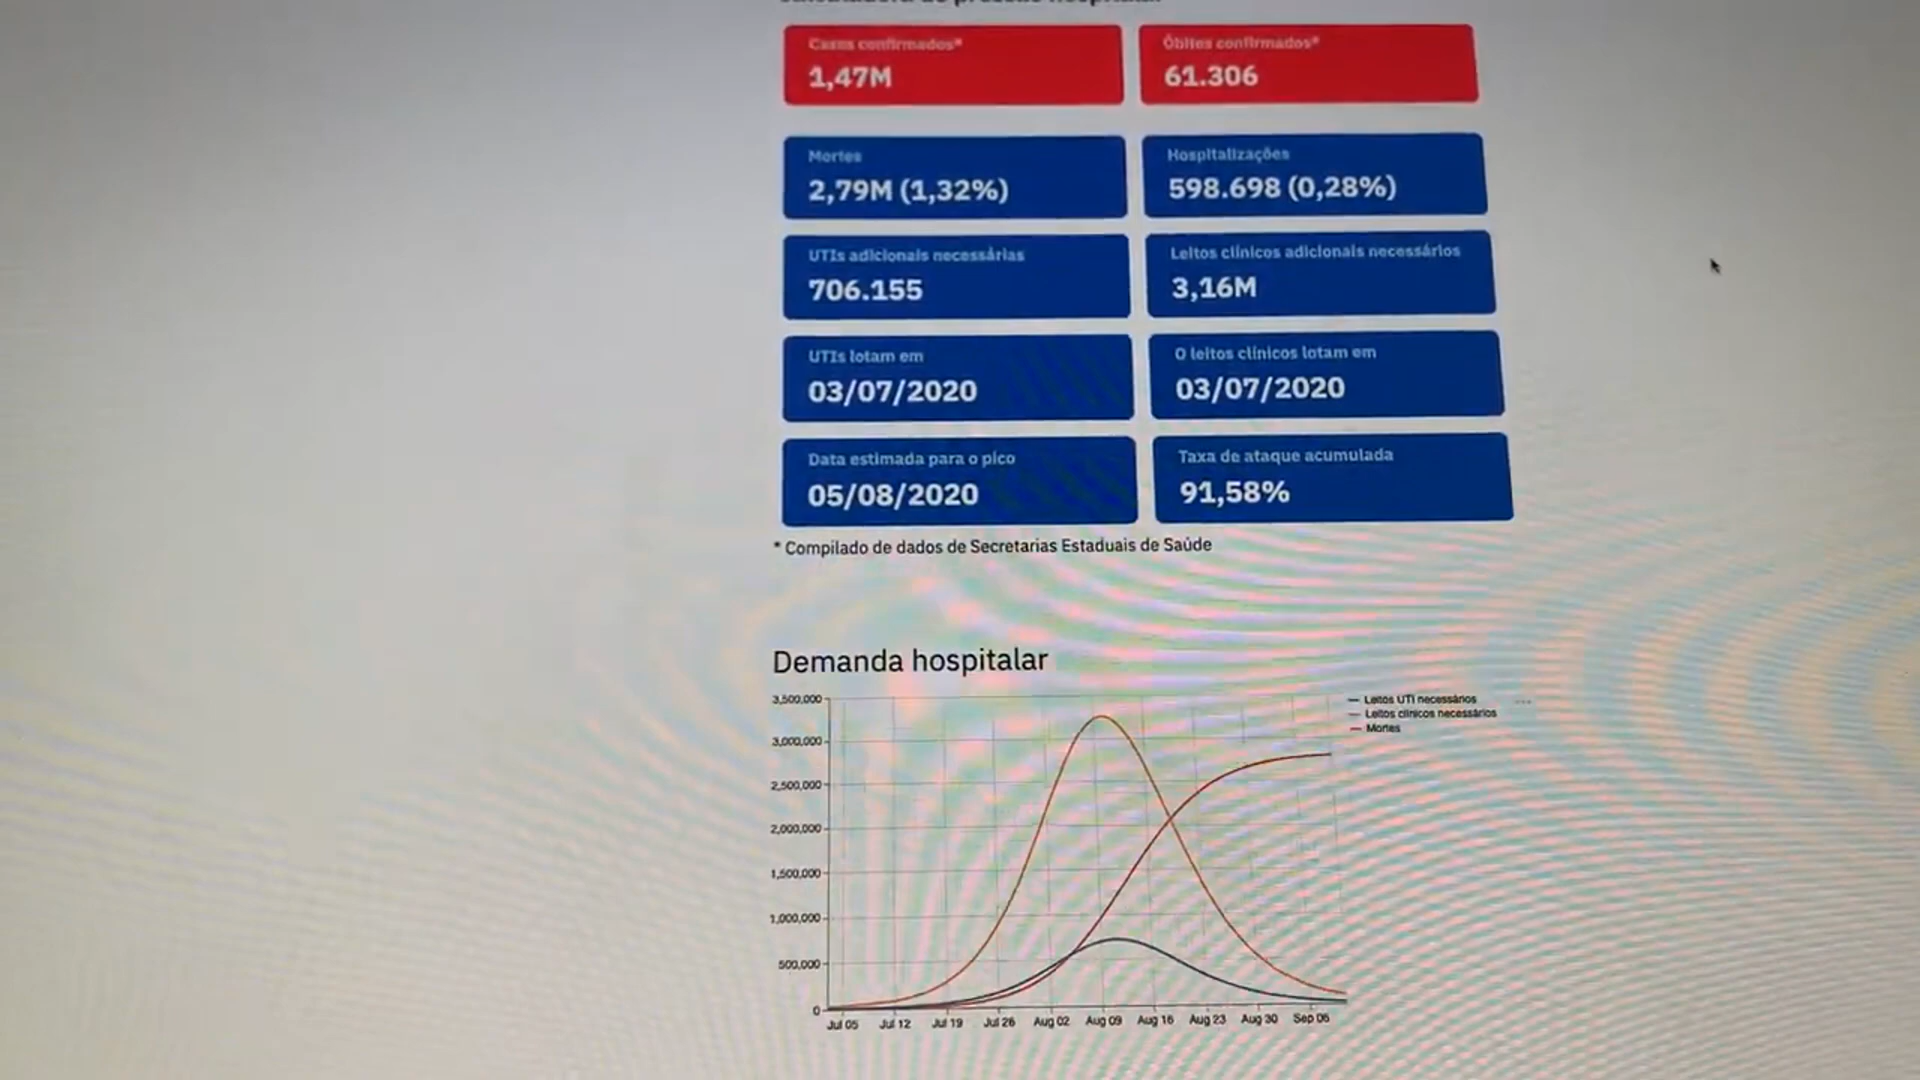 Calculadora de pressão hospitalar
Casos confirmados*
1,47M
Óbitos confirmados*
61.306
Mortes
2,79M (1,32%)
Hospitalizações
598.698 (0,28%)
UTIs adicionais necessárias
706.155
Leitos clínicos adicionais necessários
3,16M
UTIs lotam em
03/07/2020
O leitos clínicos lotam em
03/07/2020
Data estimada para o pico
05/08/2020
Taxa de ataque acumulada
91,58%
* Compilado de dados de Secretarias Estaduais de Saúde
Demanda hospitalar
3,500,000
3,000,000
2,500,000
2,000,000
1,500,000
1,000,000
500,000
0
Jul 05 Jul 12 Jul 19 Jul 26 Aug 02 Aug 09 Aug 16 Aug 23 Aug 30 Sep 06
Leitos UTI necessários
Leitos clínicos necessários
Mortes